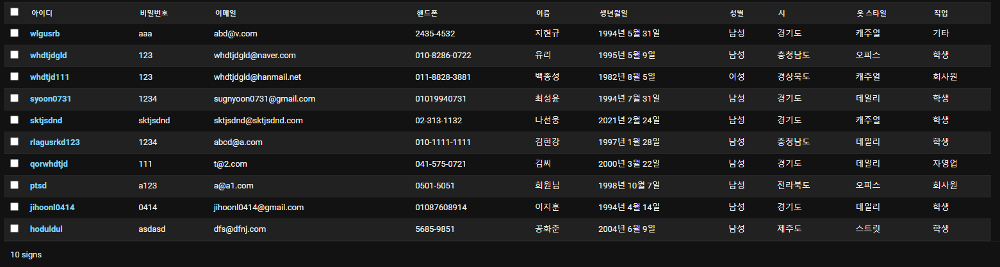 아이디 비밀번호 이메일 핸드폰 이름 생년월일 성별 시 옷 스타일 직업
wlgusrb aaa abd@v.com 2435-4532 지현규 1994년 5월 31일 남성 경기도 캐주얼 기타
whdtjdgld 123 whdtjdgld@naver.com 010-8286-0722 유리 1995년 5월 9일 남성 충청남도 오피스 학생
whdtjd111 123 whdtjdgld@hanmail.net 011-8828-3881 백종성 1982년 8월 5일 여성 경상북도 캐주얼 회사원
syoon0731 1234 sugnyoon0731@gmail.com 01019940731 최성윤 1994년 7월 31일 남성 경기도 데일리 학생
sktjsdnd sktjsdnd sktjsdnd@sktjsdnd.com 02-313-1132 나선웅 2021년 2월 24일 남성 경기도 캐주얼 학생
rlagusrkd123 1234 abcd@a.com 010-1111-1111 김현강 1997년 1월 28일 남성 충청남도 데일리 학생
qorwhdtjd 111 t@2.com 041-575-0721 김씨 2000년 3월 22일 남성 경기도 데일리 자영업
ptsd a123 a@a1.com 0501-5051 회원님 1998년 10월 7일 남성 전라북도 오피스 회사원
jihoonl0414 0414 jihoonl0414@gmail.com 01087608914 이지훈 1994년 4월 14일 남성 경기도 데일리 학생
hoduldul asdasd dfs@dfnj.com 5685-9851 공화춘 2004년 6월 9일 남성 제주도 스트릿 학생
10 signs